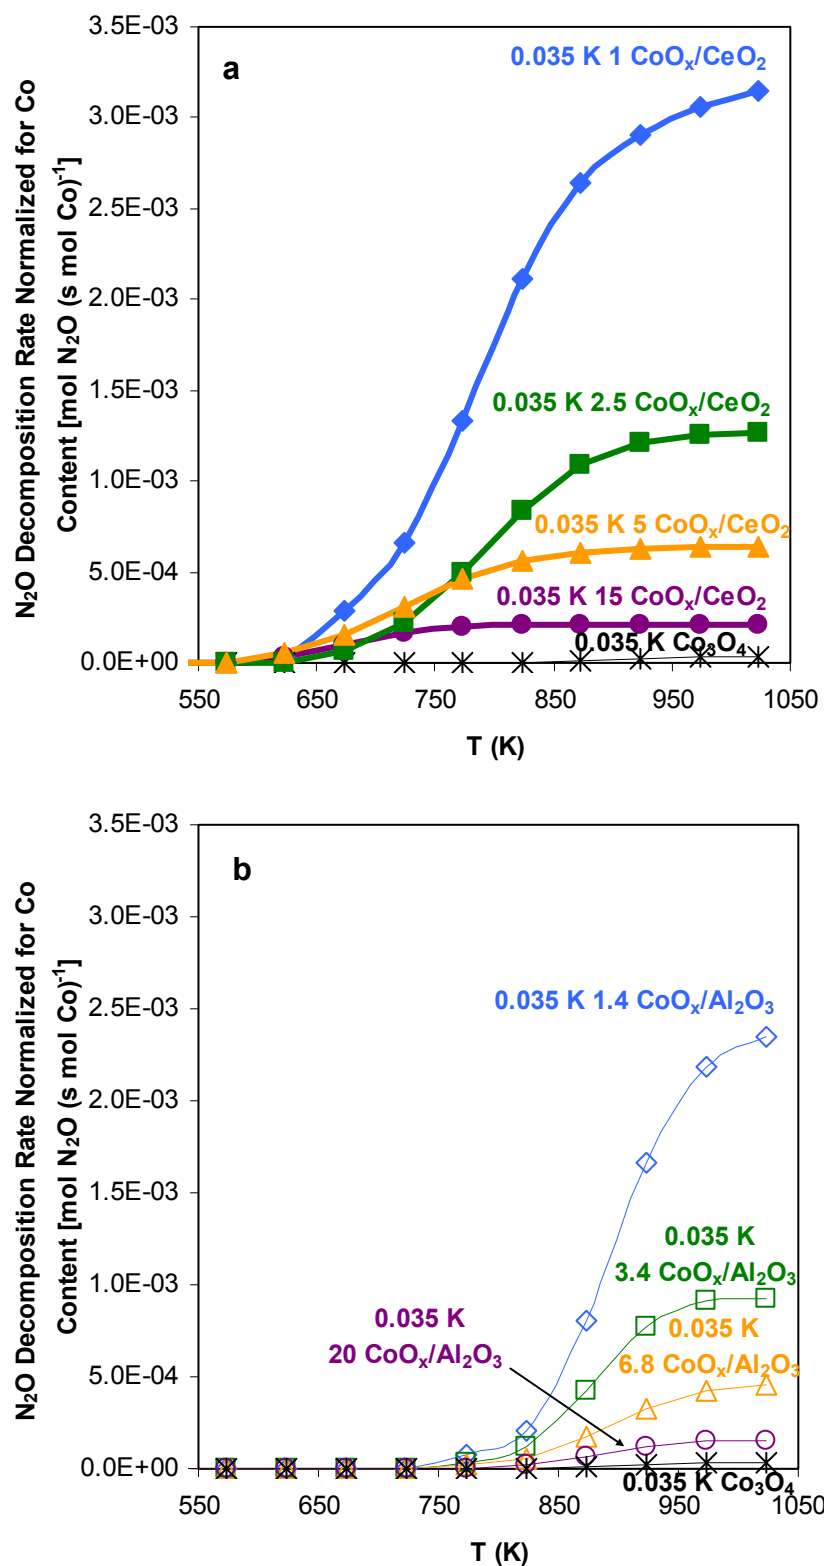 a
3.5E-03
3.0E-03
2.5E-03
2.0E-03
1.5E-03
1.0E-03
5.0E-04
0.0E+00
N₂O Decomposition Rate Normalized for Co
Content [mol N₂O (s mol Co)⁻¹]
0.035 K 1 CoOₓ/CeO₂
0.035 K 2.5 CoOₓ/CeO₂
0.035 K 5 CoOₓ/CeO₂
0.035 K 15 CoOₓ/CeO₂
0.035 K Co₃O₄
550 650 750 850 950 1050
T (K)
b
3.5E-03
3.0E-03
2.5E-03
2.0E-03
1.5E-03
1.0E-03
5.0E-04
0.0E+00
N₂O Decomposition Rate Normalized for Co
Content [mol N₂O (s mol Co)⁻¹]
0.035 K 1.4 CoOₓ/Al₂O₃
0.035 K
3.4 CoOₓ/Al₂O₃
0.035 K
20 CoOₓ/Al₂O₃
0.035 K
6.8 CoOₓ/Al₂O₃
0.035 K Co₃O₄
550 650 750 850 950 1050
T (K)